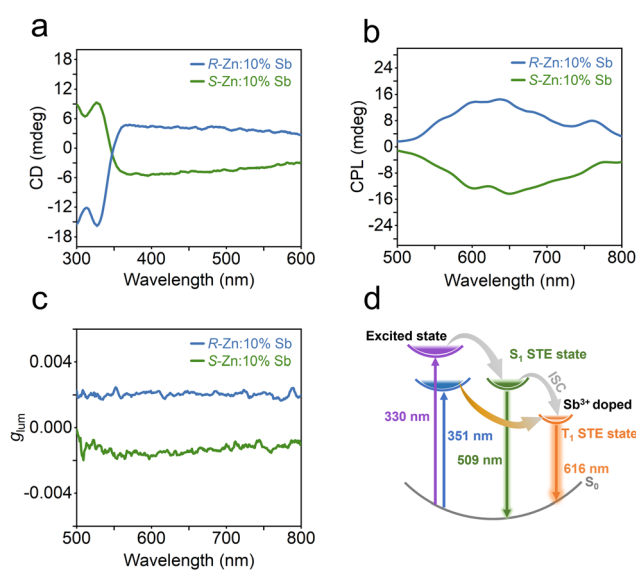 a
18
12
6
0
-6
-12
-18
CD (mdeg)
R-Zn:10% Sb
S-Zn:10% Sb
300
400
500
600
Wavelength (nm)
b
24
16
8
0
-8
-16
-24
CPL (mdeg)
R-Zn:10% Sb
S-Zn:10% Sb
500
600
700
800
Wavelength (nm)
c
0.004
0.000
-0.004
glum
R-Zn:10% Sb
S-Zn:10% Sb
500
600
700
800
Wavelength (nm)
d
Excited state
S1 STE state
ISC
Sb3+ doped
T1 STE state
330 nm
351 nm
509 nm
616 nm
S0